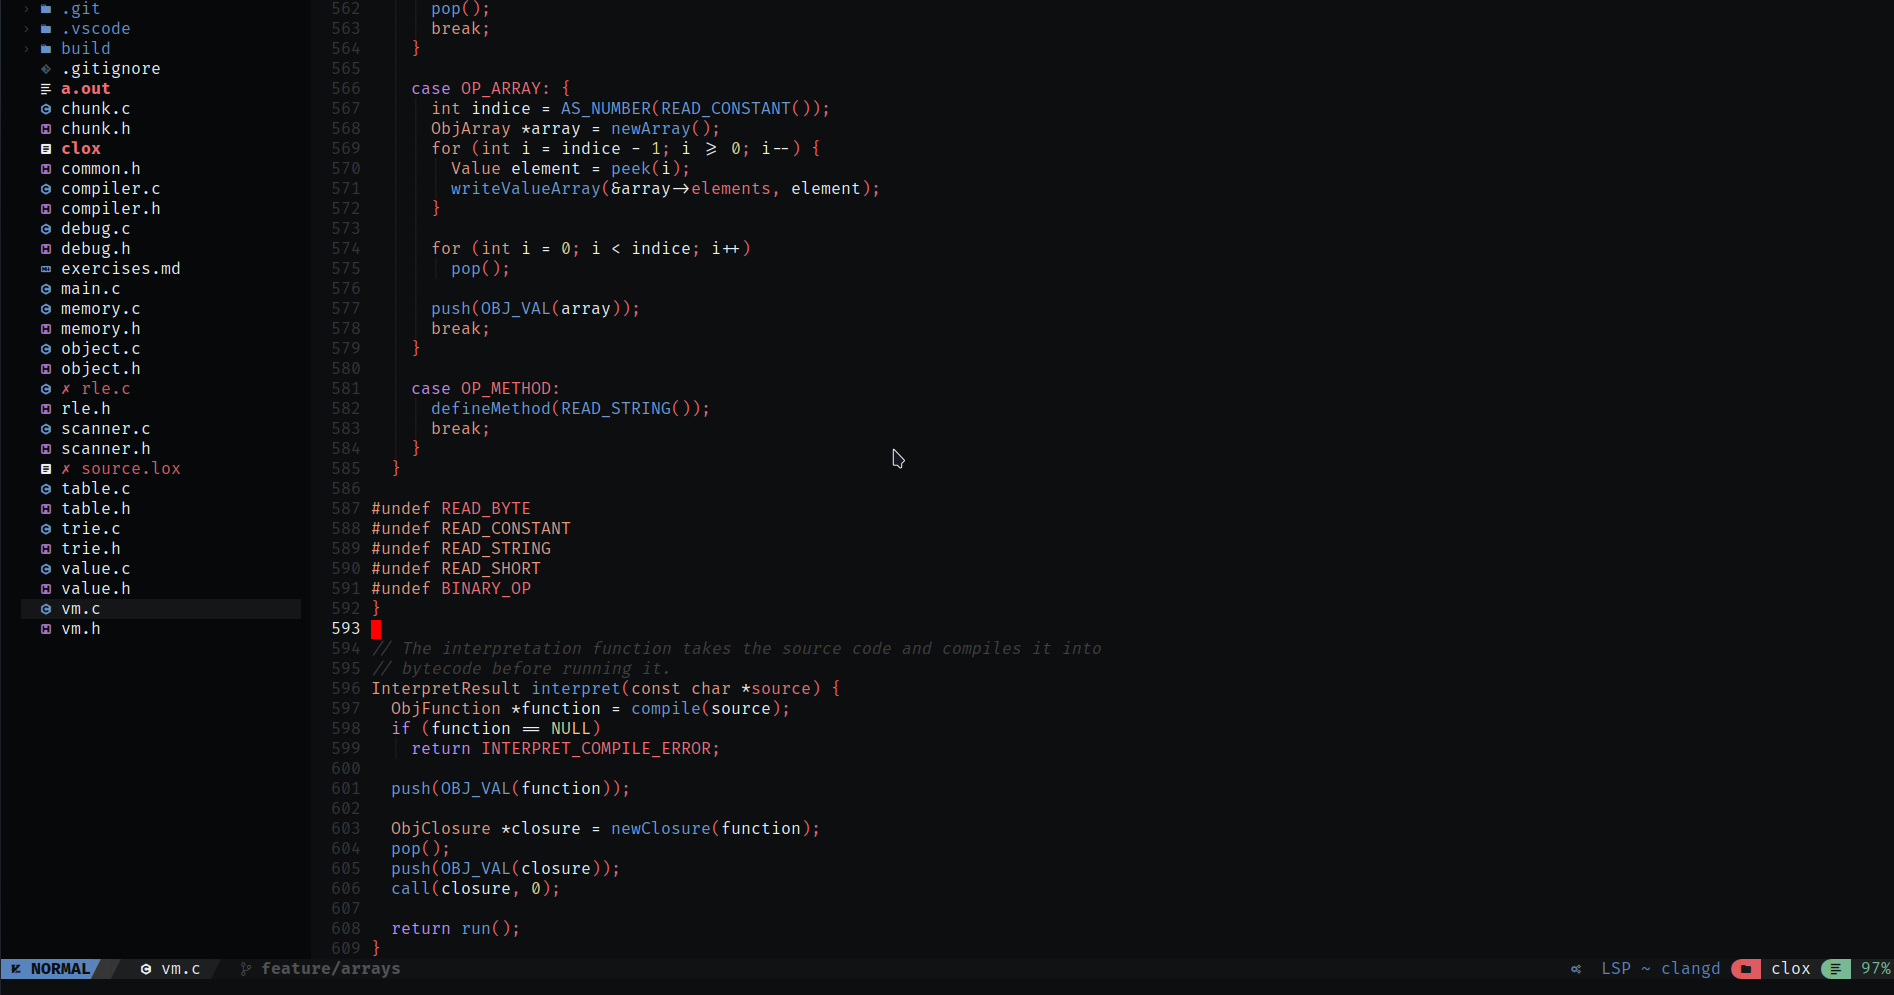 .git
.vscode
build
.gitignore
a.out
chunk.c
chunk.h
clox
common.h
compiler.c
compiler.h
debug.c
debug.h
exercises.md
main.c
memory.c
memory.h
object.c
object.h
✗ rle.c
rle.h
scanner.c
scanner.h
✗ source.lox
table.c
table.h
trie.c
trie.h
value.c
value.h
vm.c
vm.h
562       pop();
563       break;
564     }
565
566     case OP_ARRAY: {
567       int indice = AS_NUMBER(READ_CONSTANT());
568       ObjArray *array = newArray();
569       for (int i = indice - 1; i >= 0; i--) {
570         Value element = peek(i);
571         writeValueArray(&array->elements, element);
572       }
573
574       for (int i = 0; i < indice; i++)
575         pop();
576
577       push(OBJ_VAL(array));
578       break;
579     }
580
581     case OP_METHOD:
582       defineMethod(READ_STRING());
583       break;
584     }
585   }
586
587 #undef READ_BYTE
588 #undef READ_CONSTANT
589 #undef READ_STRING
590 #undef READ_SHORT
591 #undef BINARY_OP
592 }
593
594 // The interpretation function takes the source code and compiles it into
595 // bytecode before running it.
596 InterpretResult interpret(const char *source) {
597   ObjFunction *function = compile(source);
598   if (function == NULL)
599     return INTERPRET_COMPILE_ERROR;
600
601   push(OBJ_VAL(function));
602
603   ObjClosure *closure = newClosure(function);
604   pop();
605   push(OBJ_VAL(closure));
606   call(closure, 0);
607
608   return run();
609 }
NORMAL vm.c feature/arrays LSP ~ clangd clox 97%